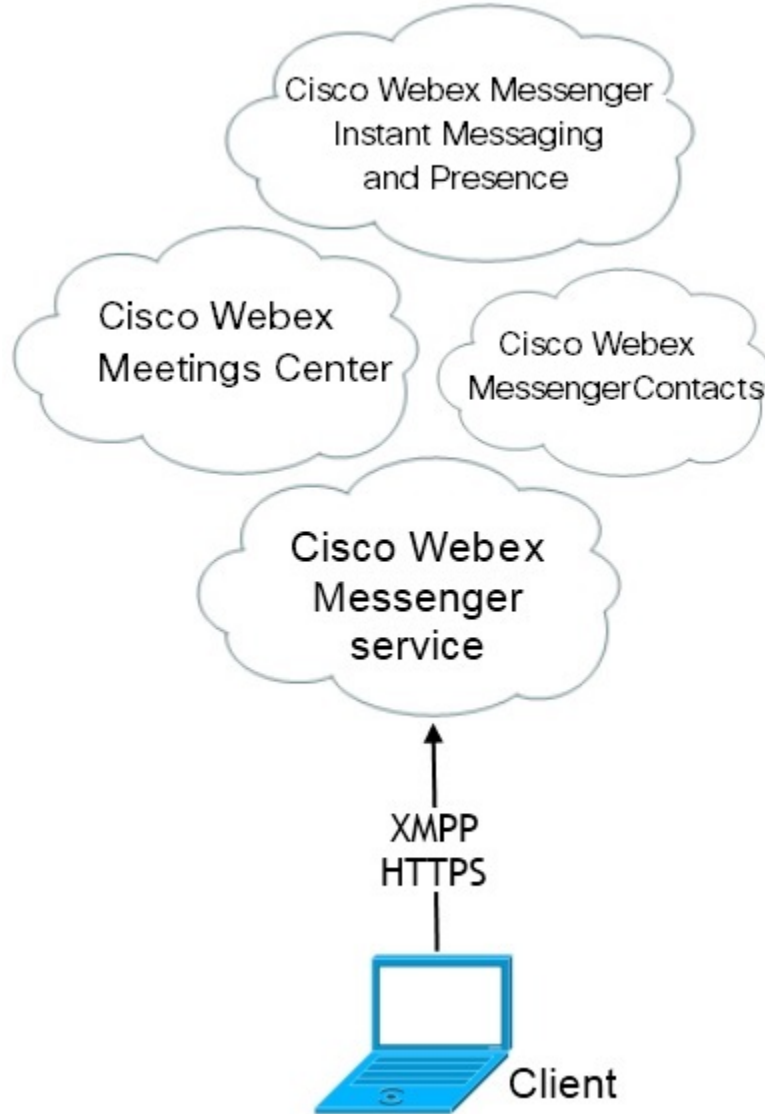 Cisco Webex Messenger
Instant Messaging
and Presence
Cisco Webex
Meetings Center
Cisco Webex
MessengerContacts
Cisco Webex
Messenger
service
XMPP
HTTPS
Client